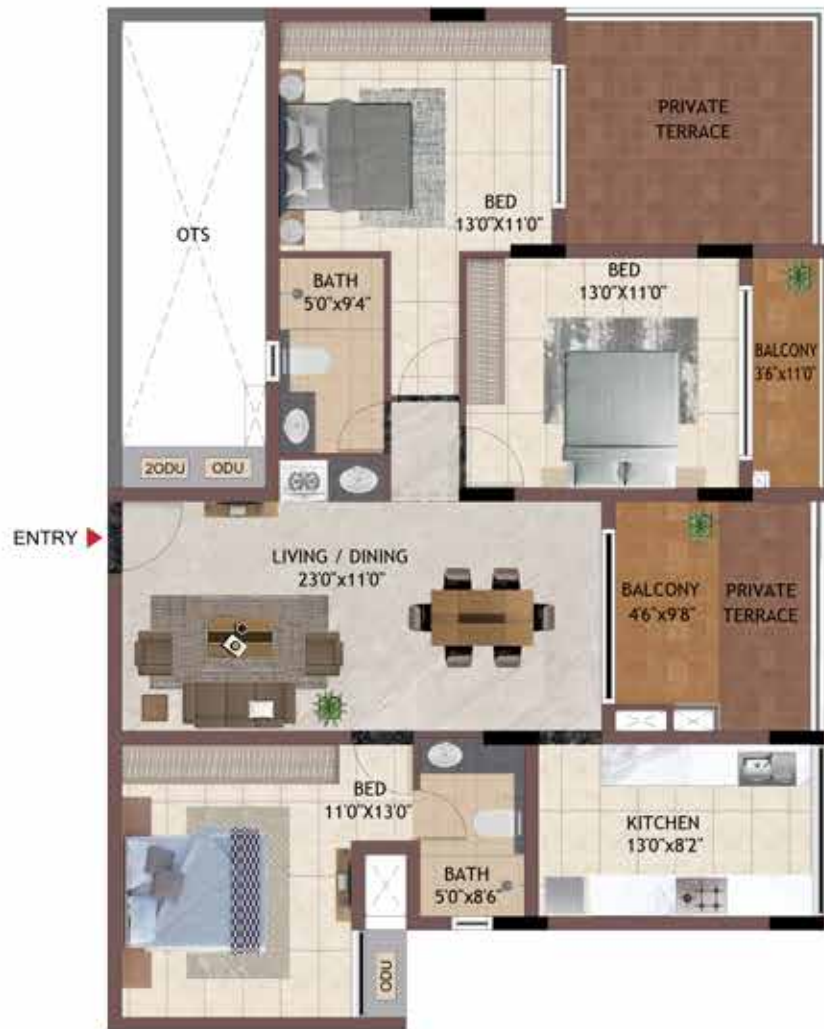 PRIVATE
TERRACE
OTS
BED
13'0"X11'0"
BATH
5'0"x9'4"
BED
13'0"X11'0"
BALCONY
3'6"x11'0"
2ODU
ODU
ENTRY
LIVING / DINING
23'0"x11'0"
BALCONY
4'6"x9'8"
PRIVATE
TERRACE
BED
11'0"X13'0"
KITCHEN
13'0"x8'2"
BATH
5'0"x8'6"
ODU